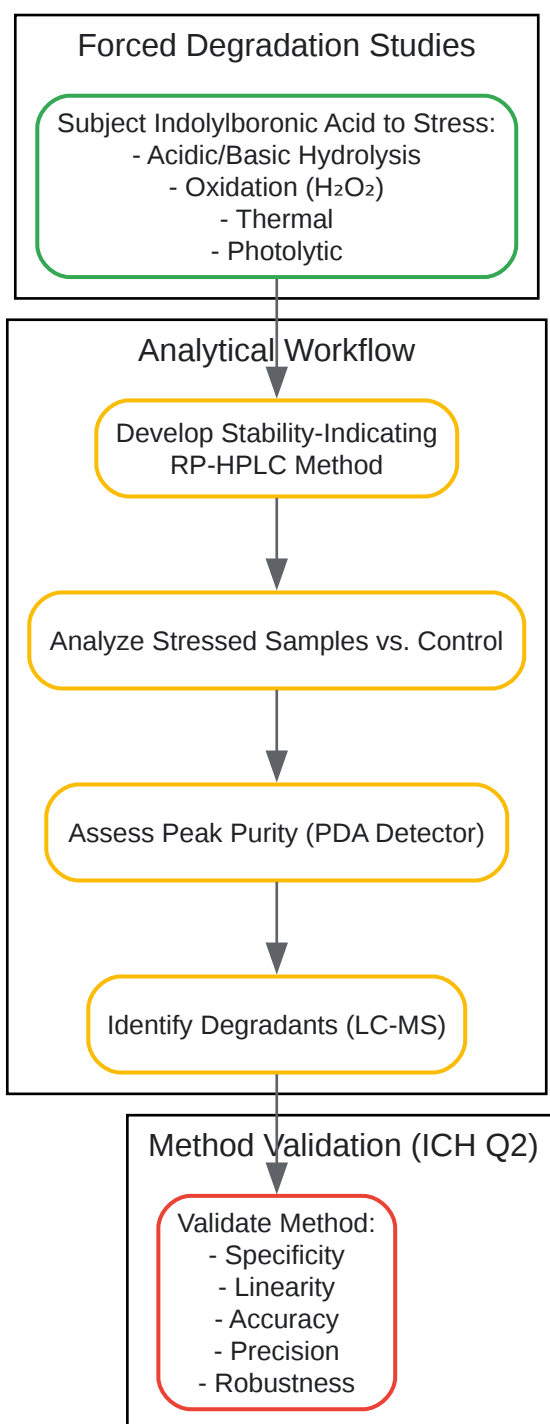 Forced Degradation Studies
Subject Indolylboronic Acid to Stress:
- Acidic/Basic Hydrolysis
- Oxidation (H₂O₂)
- Thermal
- Photolytic
Analytical Workflow
Develop Stability-Indicating
RP-HPLC Method
Analyze Stressed Samples vs. Control
Assess Peak Purity (PDA Detector)
Identify Degradants (LC-MS)
Method Validation (ICH Q2)
Validate Method:
- Specificity
- Linearity
- Accuracy
- Precision
- Robustness